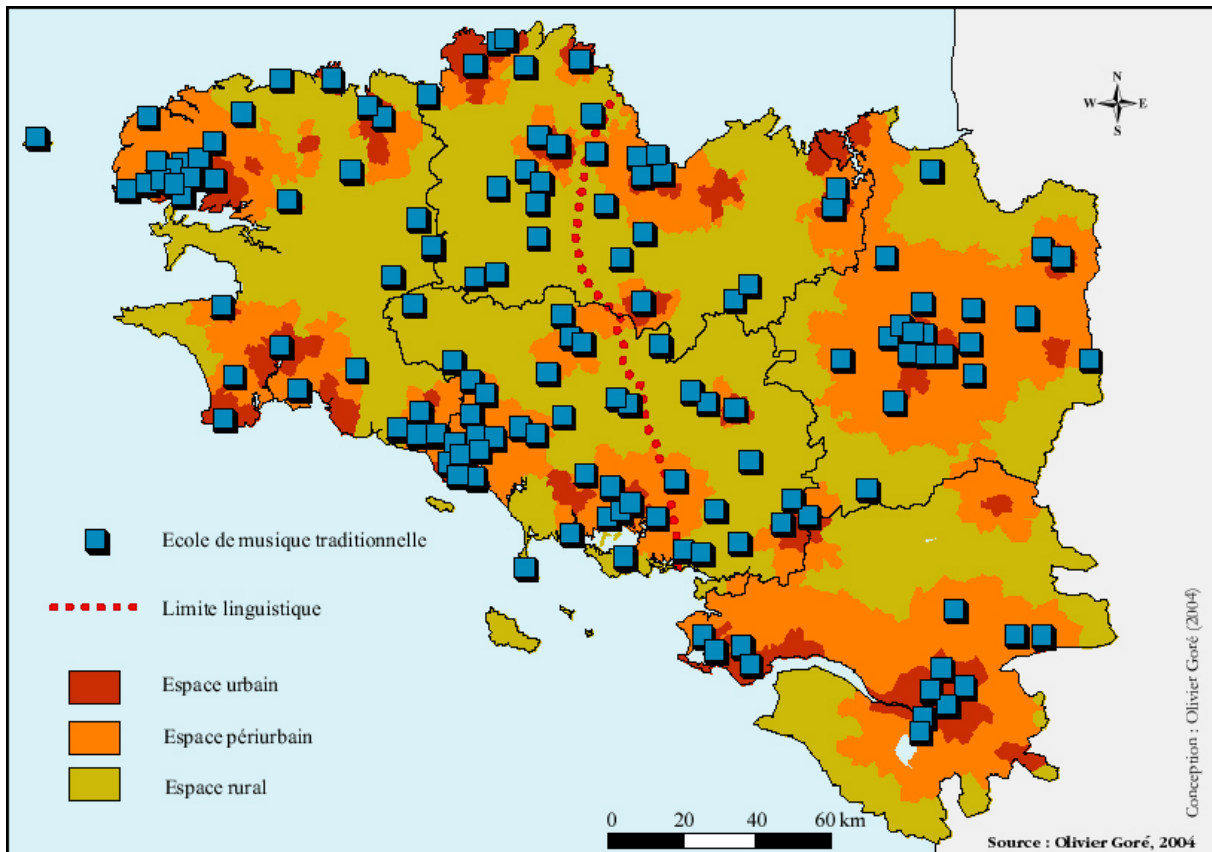 N
W E
S
Ecole de musique traditionnelle
Limite linguistique
Espace urbain
Espace périurbain
Espace rural
0 20 40 60 km
Conception : Olivier Goré (2004)
Source : Olivier Goré, 2004